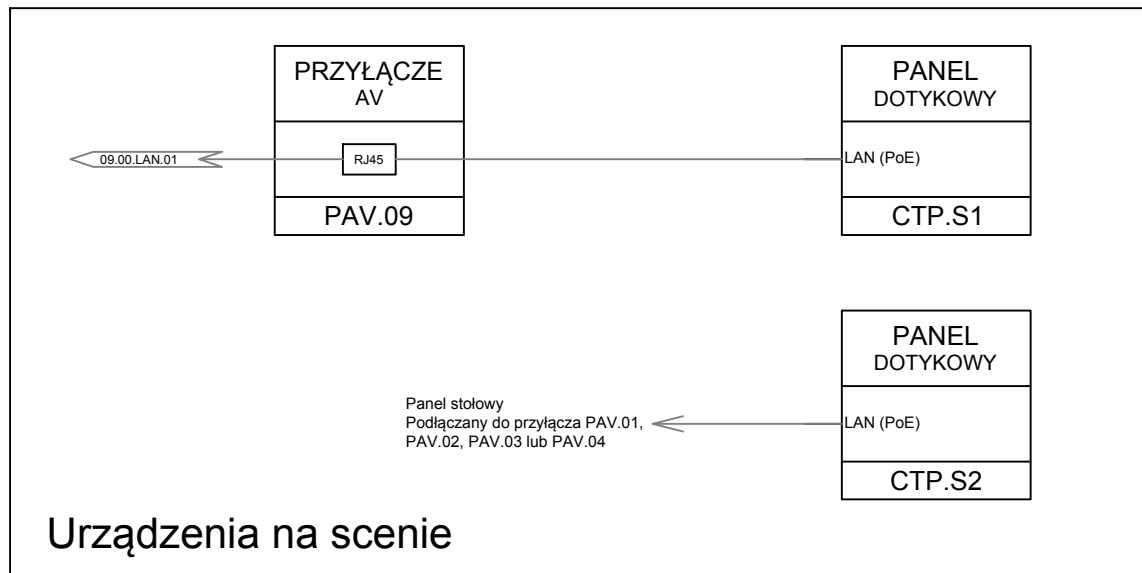 PRZYŁĄCZE
AV
09.00.LAN.01
RJ45
PAV.09
PANEL
DOTYKOWY
LAN (PoE)
CTP.S1
PANEL
DOTYKOWY
Panel stołowy
Podłączany do przyłącza PAV.01,
PAV.02, PAV.03 lub PAV.04
LAN (PoE)
CTP.S2
Urządzenia na scenie